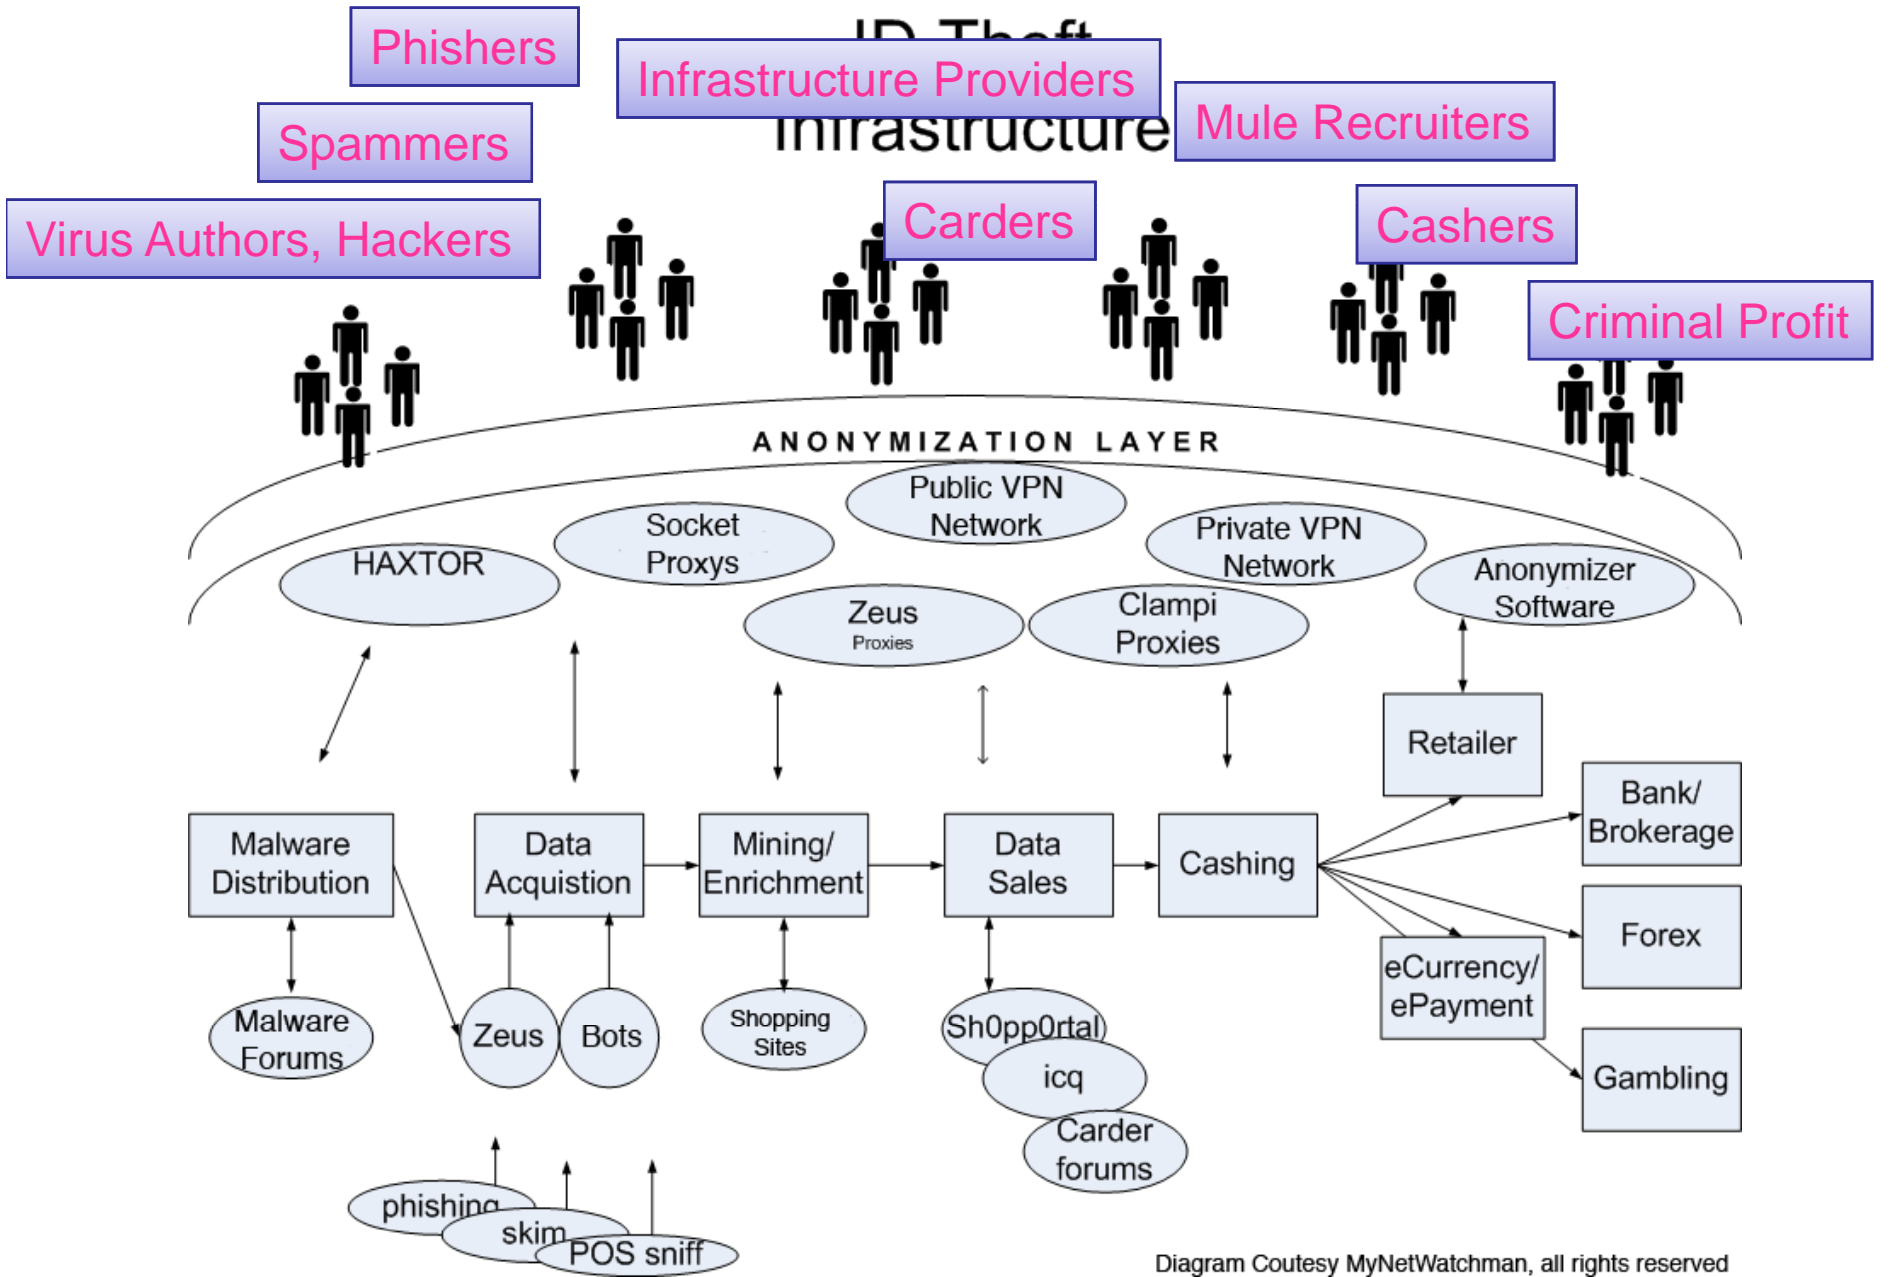 Phishers
ID Theft
Infrastructure Providers
Infrastructure
Mule Recruiters
Spammers
Carders
Cashers
Virus Authors, Hackers
Criminal Profit
ANONYMIZATION LAYER
Public VPN
Network
Socket
Proxys
Private VPN
Network
HAXTOR
Anonymizer
Software
Zeus
Proxies
Clampi
Proxies
Retailer
Bank/
Brokerage
Malware
Distribution
Data
Acquistion
Mining/
Enrichment
Data
Sales
Cashing
Forex
eCurrency/
ePayment
Malware
Forums
Zeus
Bots
Shopping
Sites
Sh0pp0rtal
icq
Gambling
Carder
forums
phishing
skim
POS sniff
Diagram Coutesy MyNetWatchman, all rights reserved